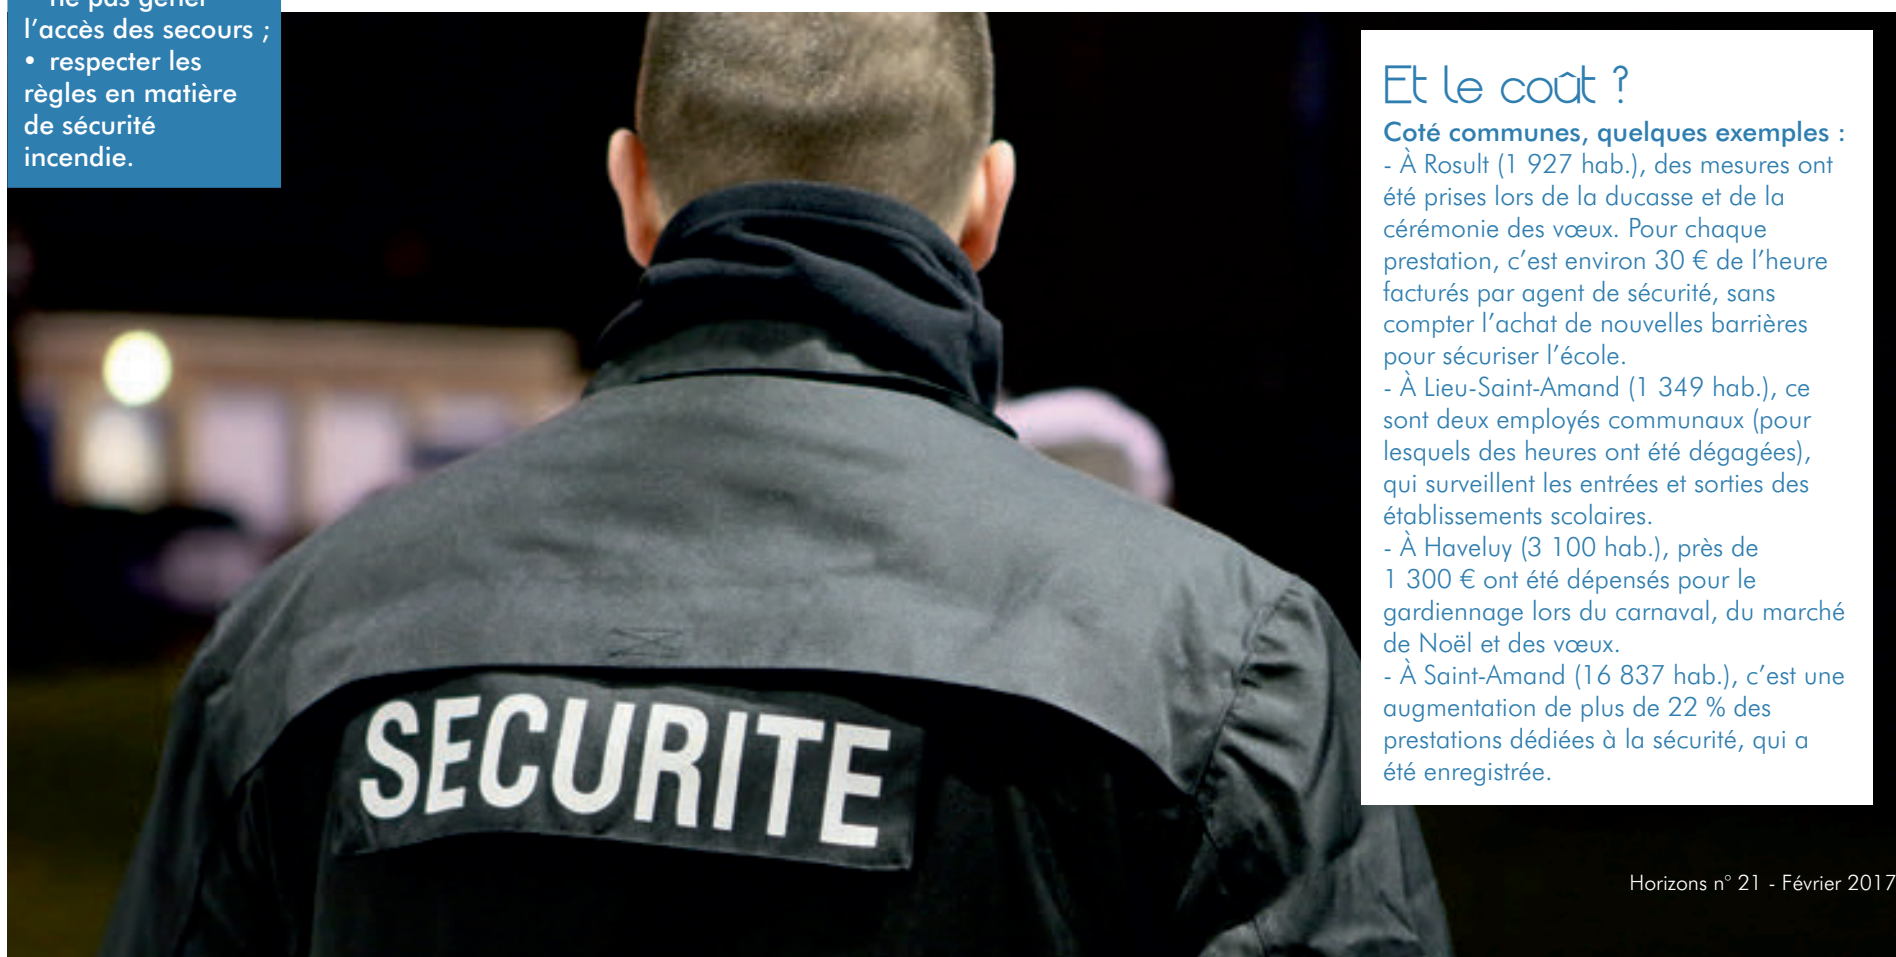 l'accès des secours ;
• respecter les
règles en matière
de sécurité
incendie.
Et le coût ?
Coté communes, quelques exemples :
- À Rosult (1 927 hab.), des mesures ont
été prises lors de la ducasse et de la
cérémonie des vœux. Pour chaque
prestation, c'est environ 30 € de l'heure
facturés par agent de sécurité, sans
compter l'achat de nouvelles barrières
pour sécuriser l'école.
- À Lieu-Saint-Amand (1 349 hab.), ce
sont deux employés communaux (pour
lesquels des heures ont été dégagées),
qui surveillent les entrées et sorties des
établissements scolaires.
- À Haveluy (3 100 hab.), près de
1 300 € ont été dépensés pour le
gardiennage lors du carnaval, du marché
de Noël et des vœux.
- À Saint-Amand (16 837 hab.), c'est une
augmentation de plus de 22 % des
prestations dédiées à la sécurité, qui a
été enregistrée.
SECURITE
Horizons n° 21 - Février 2017